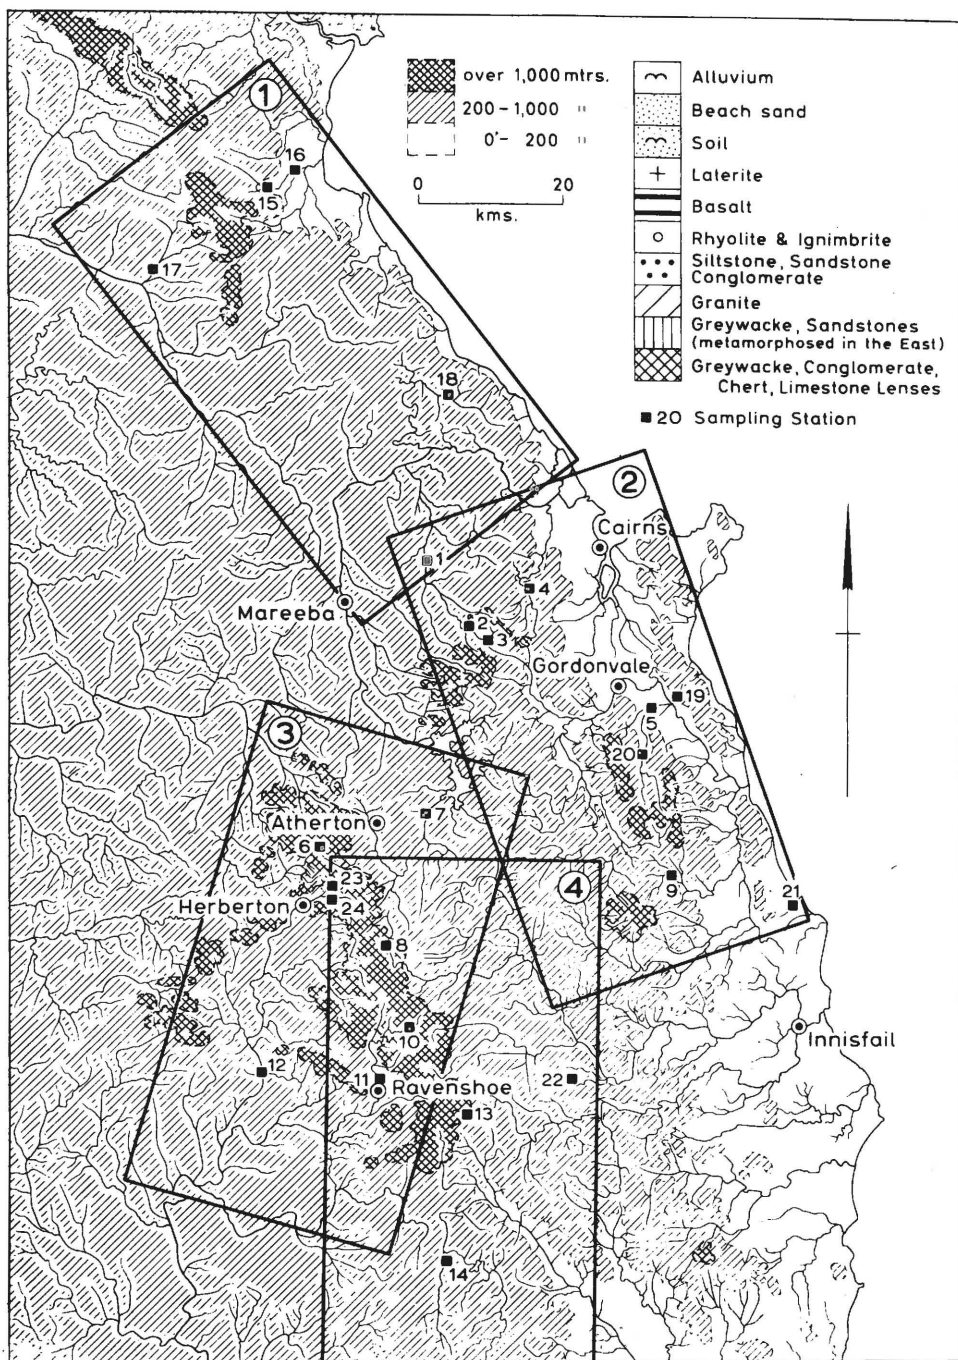 over 1,000 mtrs.
200-1,000 "
0'- 200 "
0 20
kms.
Alluvium
Beach sand
Soil
Laterite
Basalt
Rhyolite & Ignimbrite
Siltstone, Sandstone
Conglomerate
Granite
Greywacke, Sandstones
(metamorphosed in the East)
Greywacke, Conglomerate,
Chert, Limestone Lenses
20 Sampling Station
1
16
15
17
18
2
Cairns
1
4
Mareeba
2
3
Gordonvale
19
5
3
20
7
Atherton
6
23
4
9
24
Herberton
21
8
10
Innisfail
12
11
22
Ravenshoe
13
14